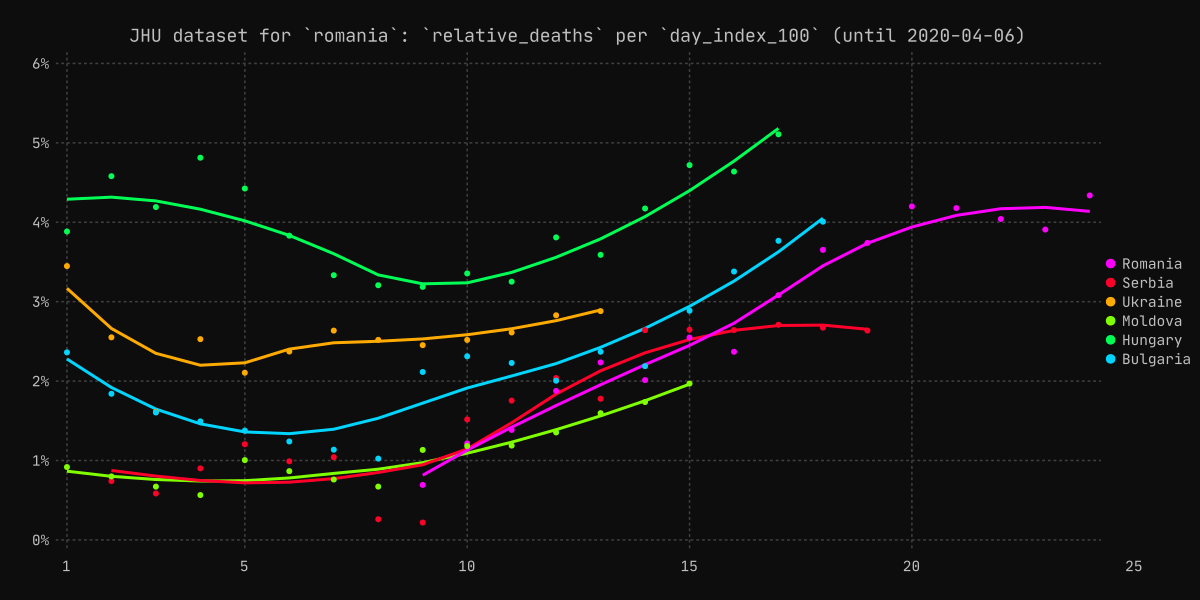 JHU dataset for `romania`: `relative_deaths` per `day_index_100` (until 2020-04-06)
6%
5%
4%
3%
2%
1%
0%
1 5 10 15 20 25
Romania
Serbia
Ukraine
Moldova
Hungary
Bulgaria